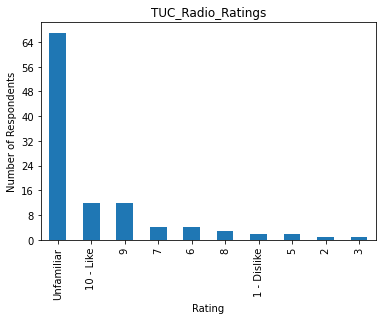 TUC_Radio_Ratings
Number of Respondents
64
56
48
40
32
24
16
8
0
Unfamiliar
10 - Like
9
7
6
8
1 - Dislike
5
2
3
Rating